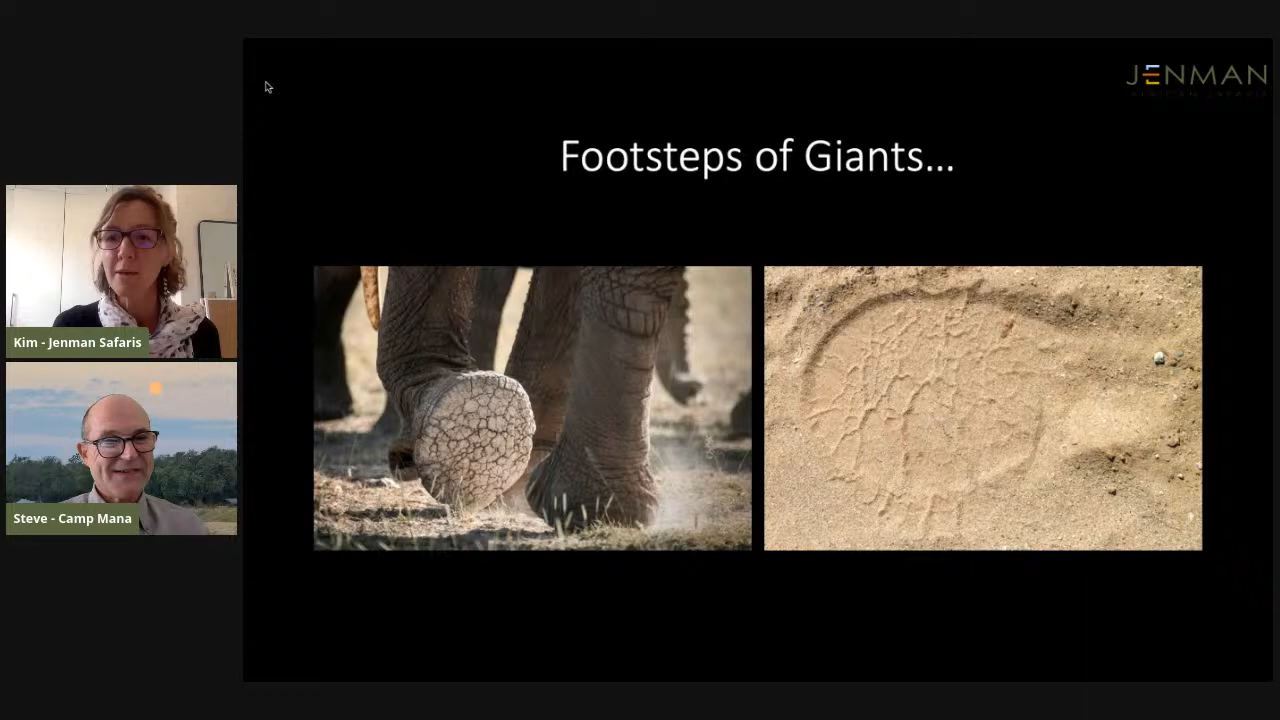 JENMAN
Footsteps of Giants...
Kim - Jenman Safaris
Steve - Camp Mana